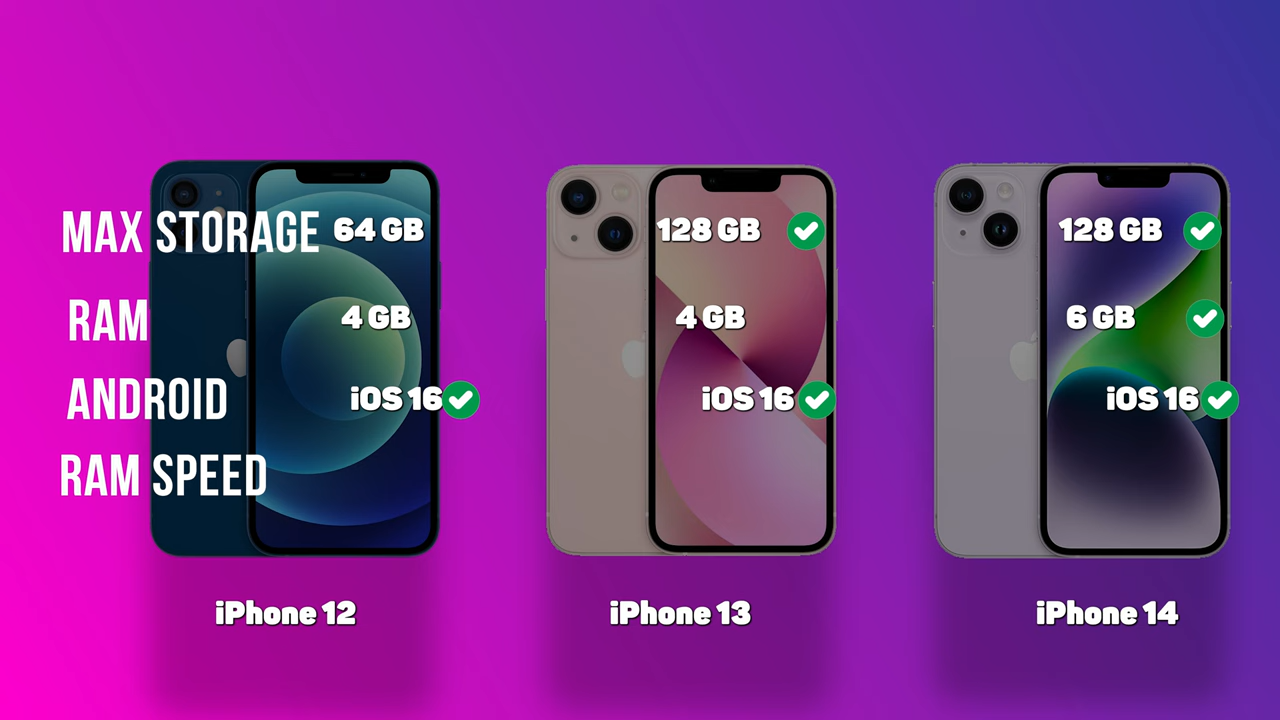 MAX STORAGE 64 GB 128 GB 128 GB
RAM 4 GB 4 GB 6 GB
ANDROID iOS 16 iOS 16 iOS 16
RAM SPEED
iPhone 12 iPhone 13 iPhone 14